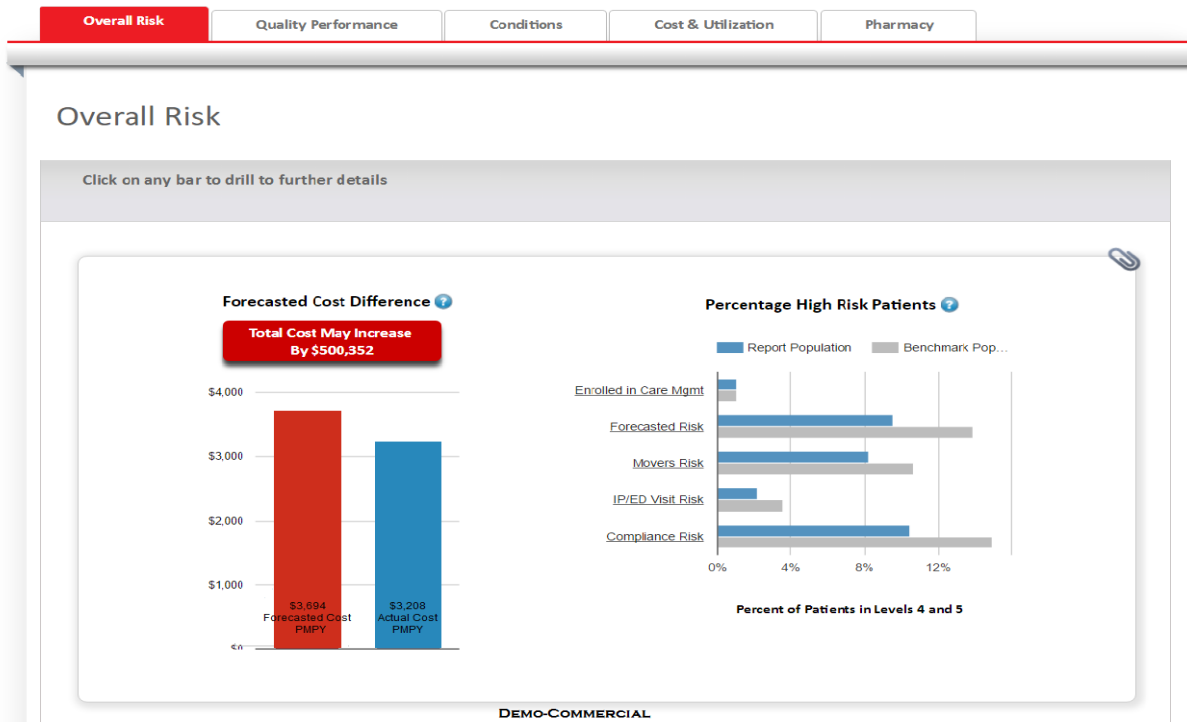 Overall Risk
Quality Performance
Conditions
Cost & Utilization
Pharmacy
Overall Risk
Click on any bar to drill to further details
Forecasted Cost Difference ?
Total Cost May Increase
By $500,352
$4,000
$3,000
$2,000
$1,000
$0
$3,694
Forecasted Cost
PMPY
$3,208
Actual Cost
PMPY
Percentage High Risk Patients ?
Report Population
Benchmark Pop...
Enrolled in Care Mgmt
Forecasted Risk
Movers Risk
IP/ED Visit Risk
Compliance Risk
0%
4%
8%
12%
Percent of Patients in Levels 4 and 5
DEMO-COMMERCIAL